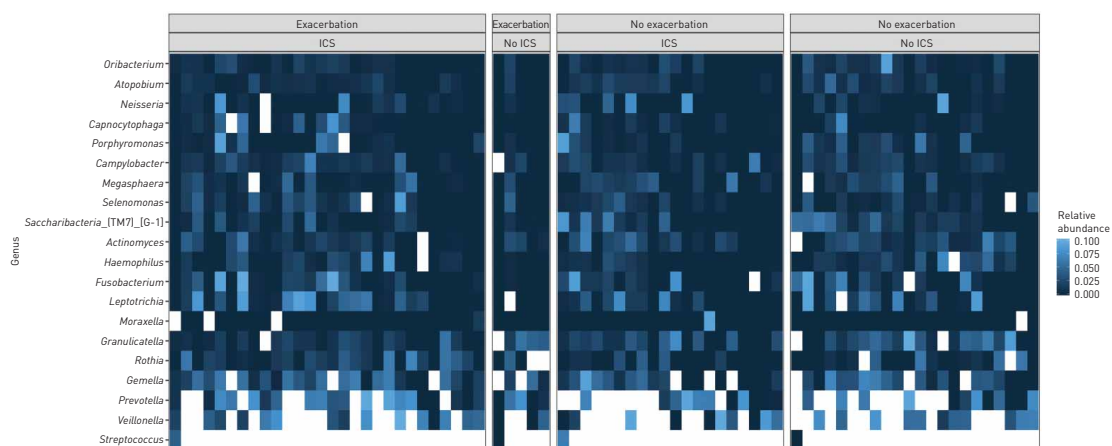 Exacerbation
Exacerbation
No exacerbation
No exacerbation
ICS
No ICS
ICS
No ICS
Genus
Oribacterium
Atopobium
Neisseria
Capnocytophaga
Porphyromonas
Campylobacter
Megasphaera
Selenomonas
Saccharibacteria_[TM7]_[G-1]
Actinomyces
Haemophilus
Fusobacterium
Leptotrichia
Moraxella
Granulicatella
Rothia
Gemella
Prevotella
Veillonella
Streptococcus
Relative
abundance
0.100
0.075
0.050
0.025
0.000